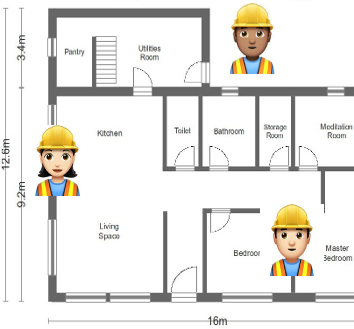 3.4m
Pantry
Utilities
Room
12.6m
9.2m
Kitchen
Toilet
Bathroom
Storage
Room
Meditation
Room
Living
Space
Bedroor
Master
Bedroom
16m